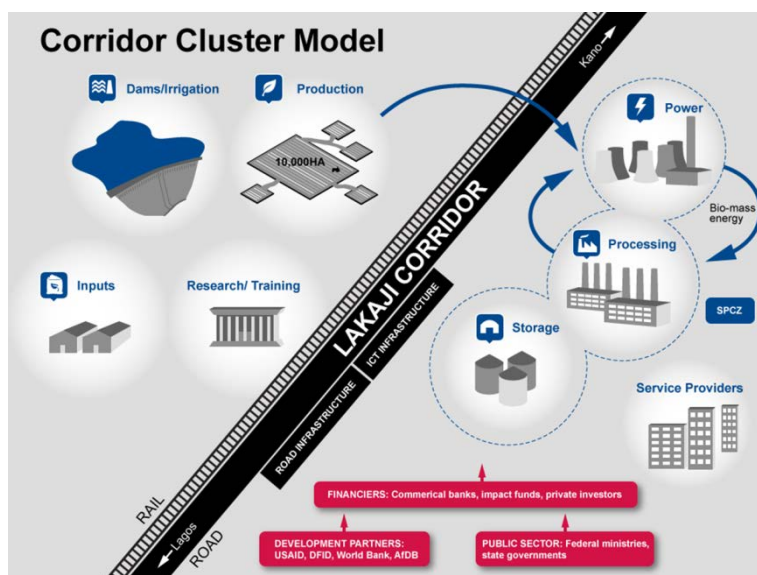 Corridor Cluster Model
Kano
Dams/Irrigation
Production
Power
10,000HA
Bio-mass
energy
Processing
Inputs
Research/ Training
LAKAJI CORRIDOR
ICT INFRASTRUCTURE
ROAD INFRASTRUCTURE
Storage
SPCZ
Service Providers
RAIL
Lagos
ROAD
FINANCIERS: Commerical banks, impact funds, private investors
DEVELOPMENT PARTNERS:
USAID, DFID, World Bank, AfDB
PUBLIC SECTOR: Federal ministries,
state governments